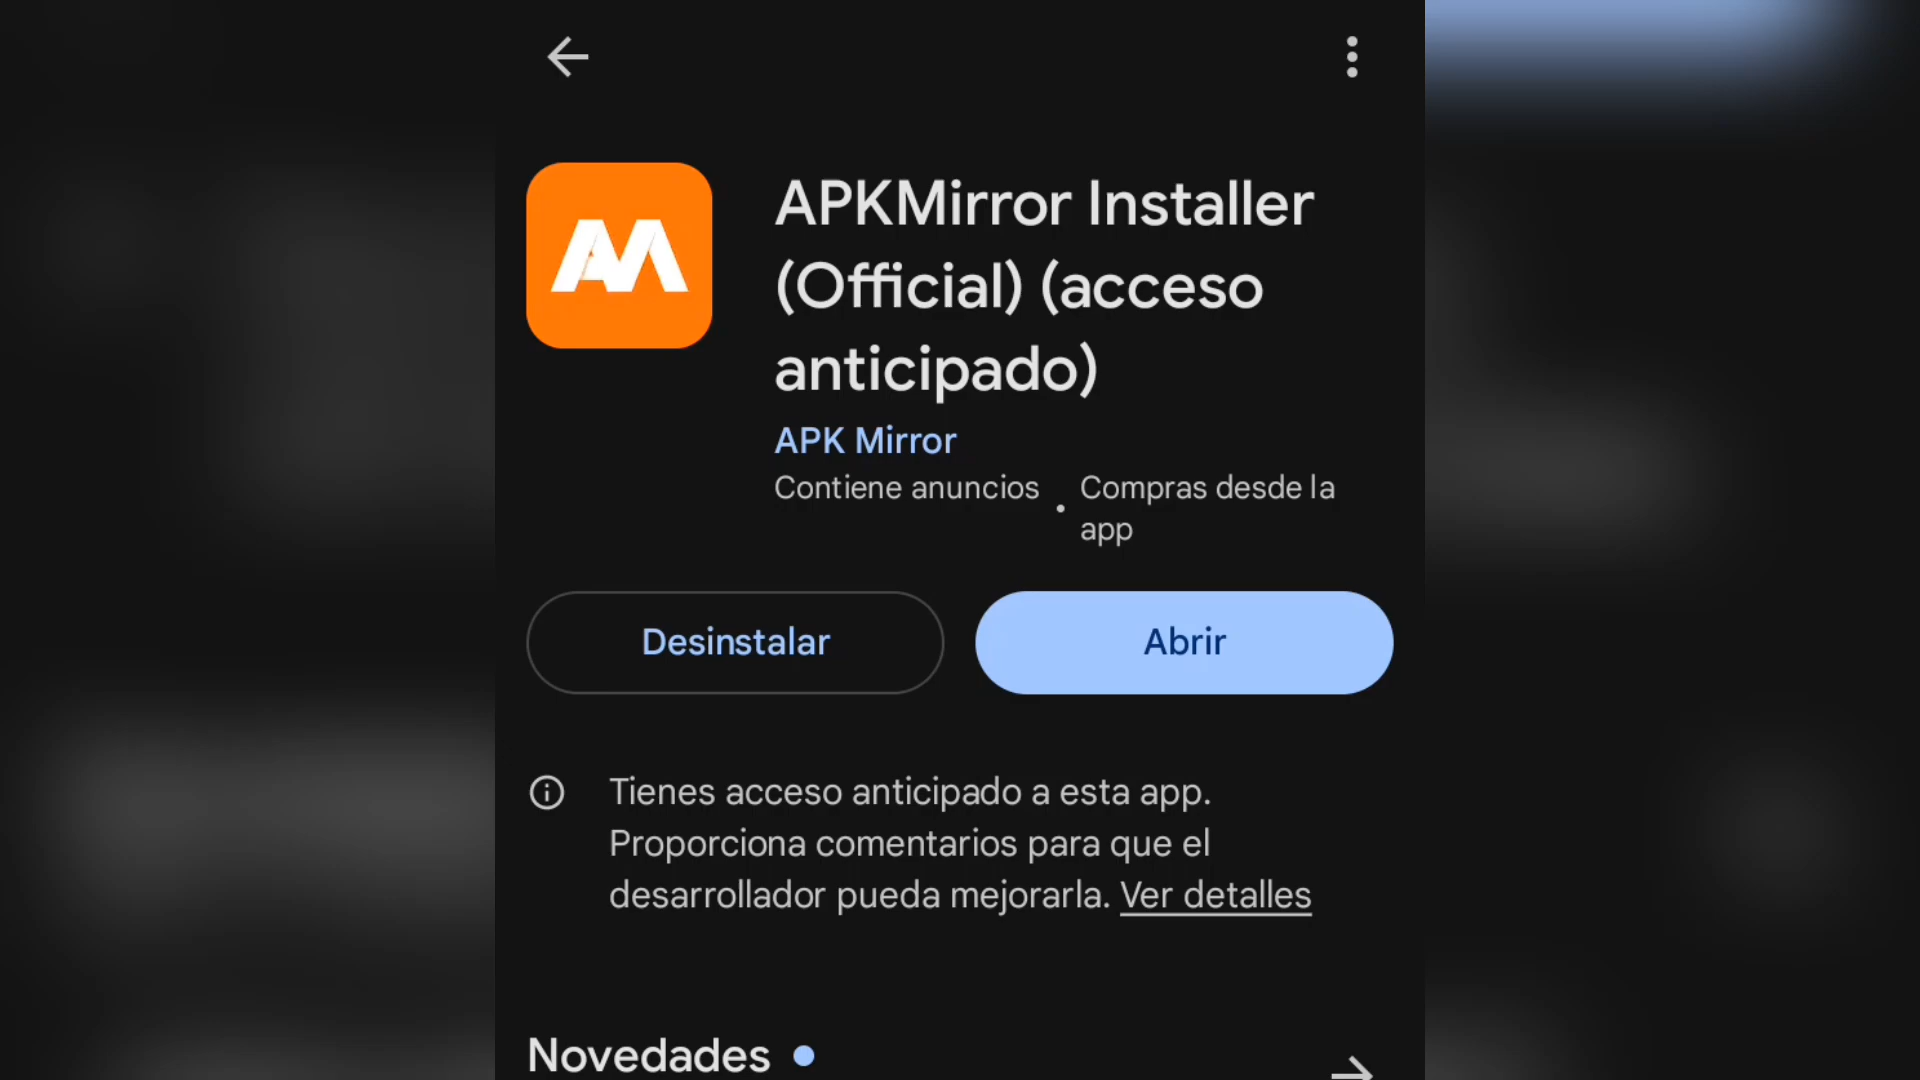 AM
APKMirror Installer
(Official) (acceso
anticipado)
APK Mirror
Contiene anuncios • Compras desde la
app
Desinstalar
Abrir
Tienes acceso anticipado a esta app.
Proporciona comentarios para que el
desarrollador pueda mejorarla. Ver detalles
Novedades